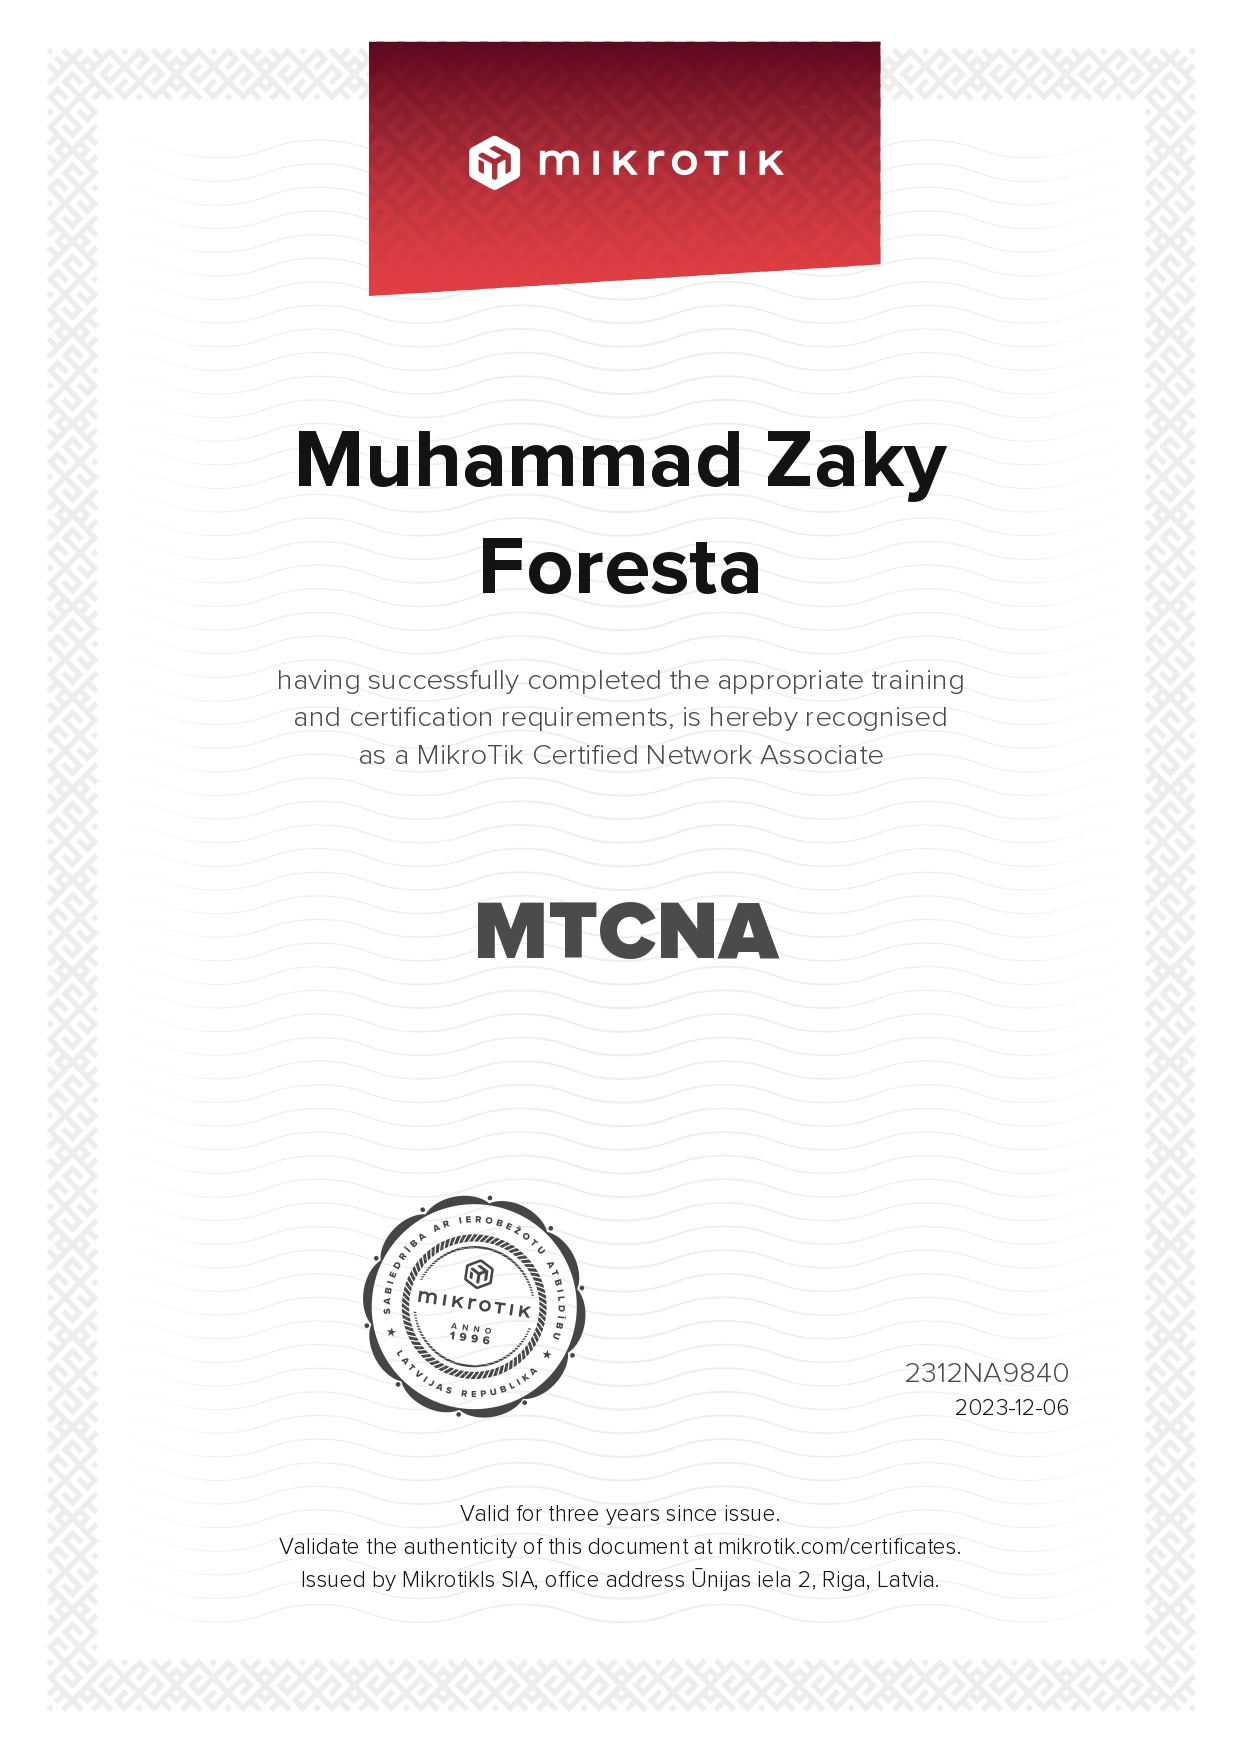 mikrotik
Muhammad Zaky
Foresta
having successfully completed the appropriate training
and certification requirements, is hereby recognised
as a MikroTik Certified Network Associate
MTCNA
SABIEDRĪBA AR IEROBEŽOTU ATBILDĪBU
mikrotik
ANNO
1996
★ LATVIJAS REPUBLIKA ★
2312NA9840
2023-12-06
Valid for three years since issue.
Validate the authenticity of this document at mikrotik.com/certificates.
Issued by Mikrotikls SIA, office address Ūnijas iela 2, Riga, Latvia.